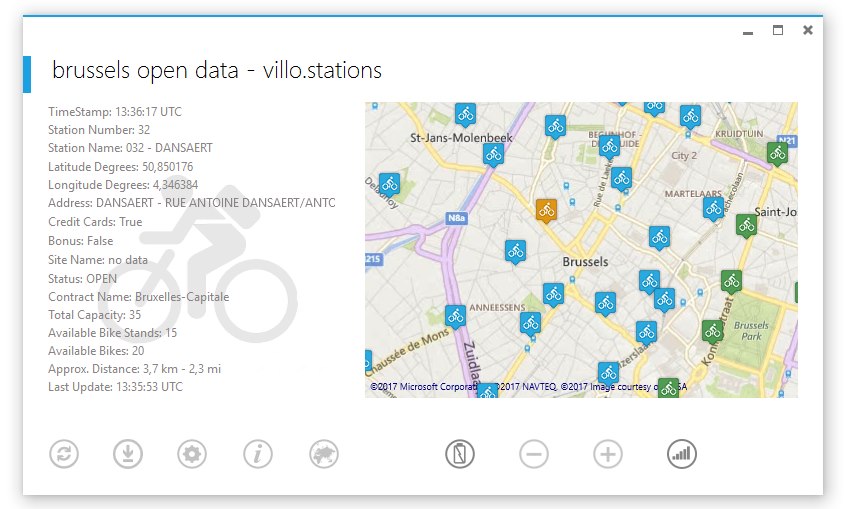 brussels open data - villo.stations
TimeStamp: 13:36:17 UTC
Station Number: 32
Station Name: 032 - DANSAERT
Latitude Degrees: 50,850176
Longitude Degrees: 4,346384
Address: DANSAERT - RUE ANTOINE DANSAERT/ANTC
Credit Cards: True
Bonus: False
Site Name: no data
Status: OPEN
Contract Name: Bruxelles-Capitale
Total Capacity: 35
Available Bike Stands: 15
Available Bikes: 20
Approx. Distance: 3,7 km - 2,3 mi
Last Update: 13:35:53 UTC
St-Jans-Molenbeek
KRUIDTUIN
N21
City 2
Rue de Laeken
MARTELAARS
N8a
Saint-Jo
215
Brussels
ANNEESSENS
Chaussée de Mons
Zuidla
Brussels
Park
©2017 Microsoft Corporati ©2017 NAVTEQ, ©2017 Image courtesy o SA